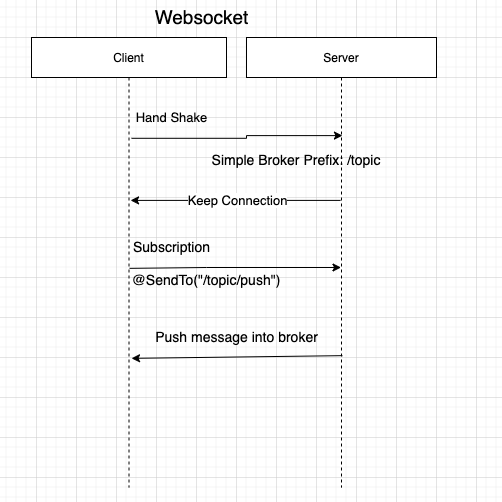 Websocket
Client
Server
Hand Shake
Simple Broker Prefix: /topic
Keep Connection
Subscription
@SendTo("/topic/push")
Push message into broker